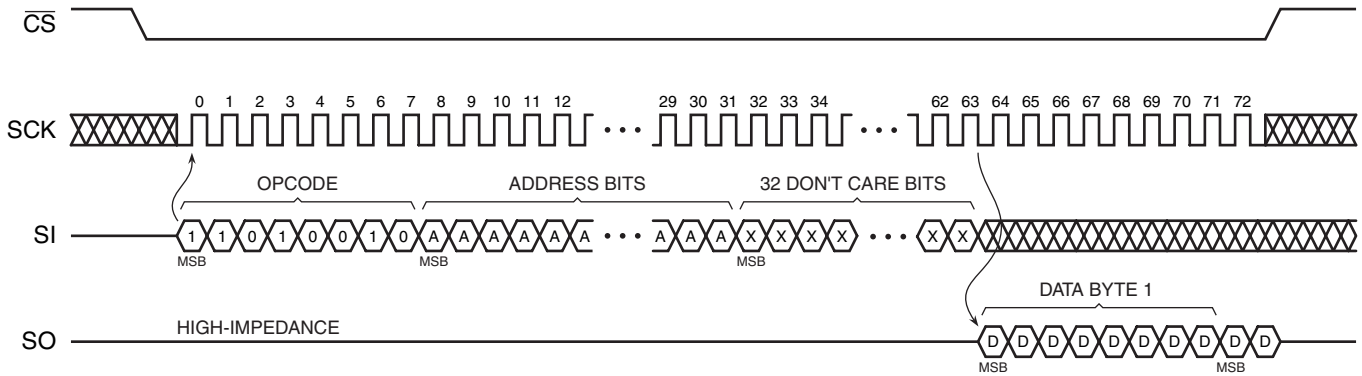 CS
0 1 2 3 4 5 6 7 8 9 10 11 12 29 30 31 32 33 34 62 63 64 65 66 67 68 69 70 71 72
SCK
OPCODE ADDRESS BITS 32 DON'T CARE BITS
SI 1 1 0 1 0 0 1 0 A A A A A A A A A X X X X X X
MSB MSB MSB
DATA BYTE 1
HIGH-IMPEDANCE
SO D D D D D D D D D D
MSB MSB